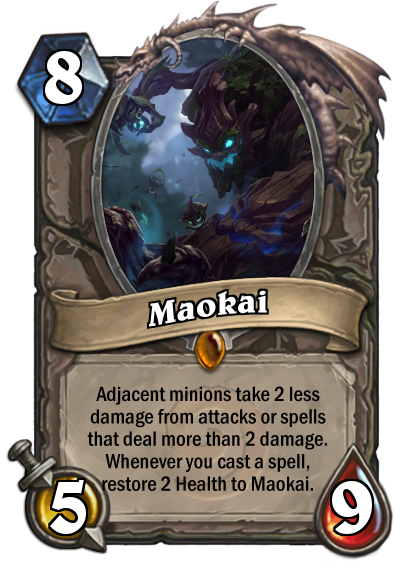 8
Maokai
Adjacent minions take 2 less
damage from attacks or spells
that deal more than 2 damage.
Whenever you cast a spell,
restore 2 Health to Maokai.
5
9